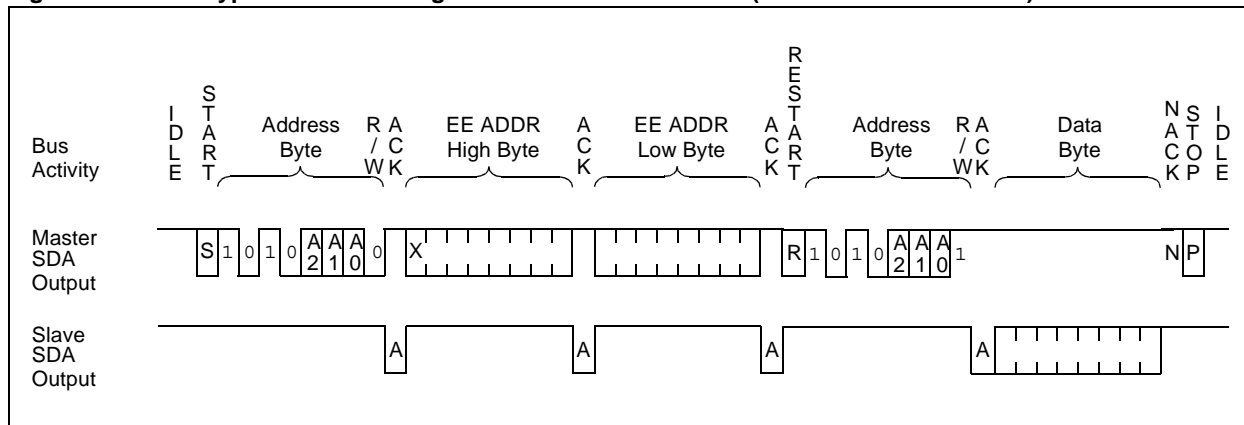 Bus
Activity
IDLE
START
Address
Byte
R/W
ACK
EE ADDR
High Byte
ACK
EE ADDR
Low Byte
ACK
RESTART
Address
Byte
R/W
ACK
Data
Byte
NACK
STOP
IDLE
Master
SDA
Output
S 1 0 1 0 A2 A1 A0 0 X R 1 0 1 0 A2 A1 A0 1 N P
Slave
SDA
Output
A A A A